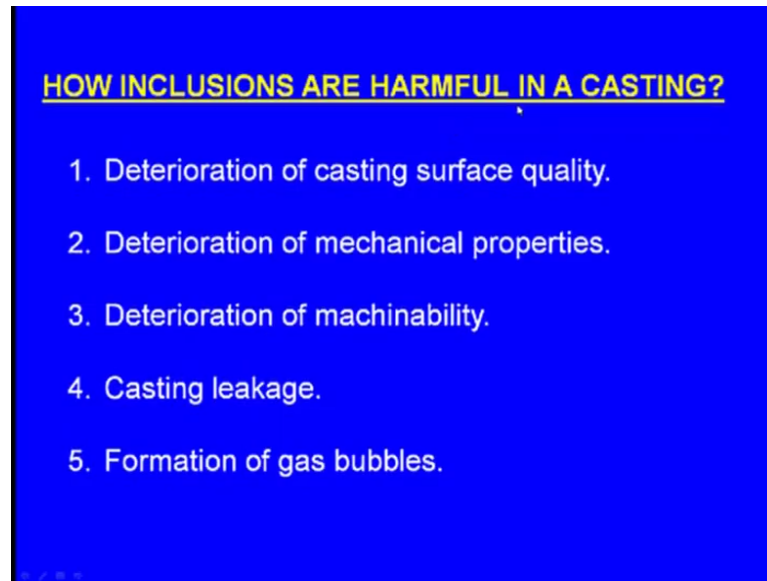 HOW INCLUSIONS ARE HARMFUL IN A CASTING?
1. Deterioration of casting surface quality.
2. Deterioration of mechanical properties.
3. Deterioration of machinability.
4. Casting leakage.
5. Formation of gas bubbles.